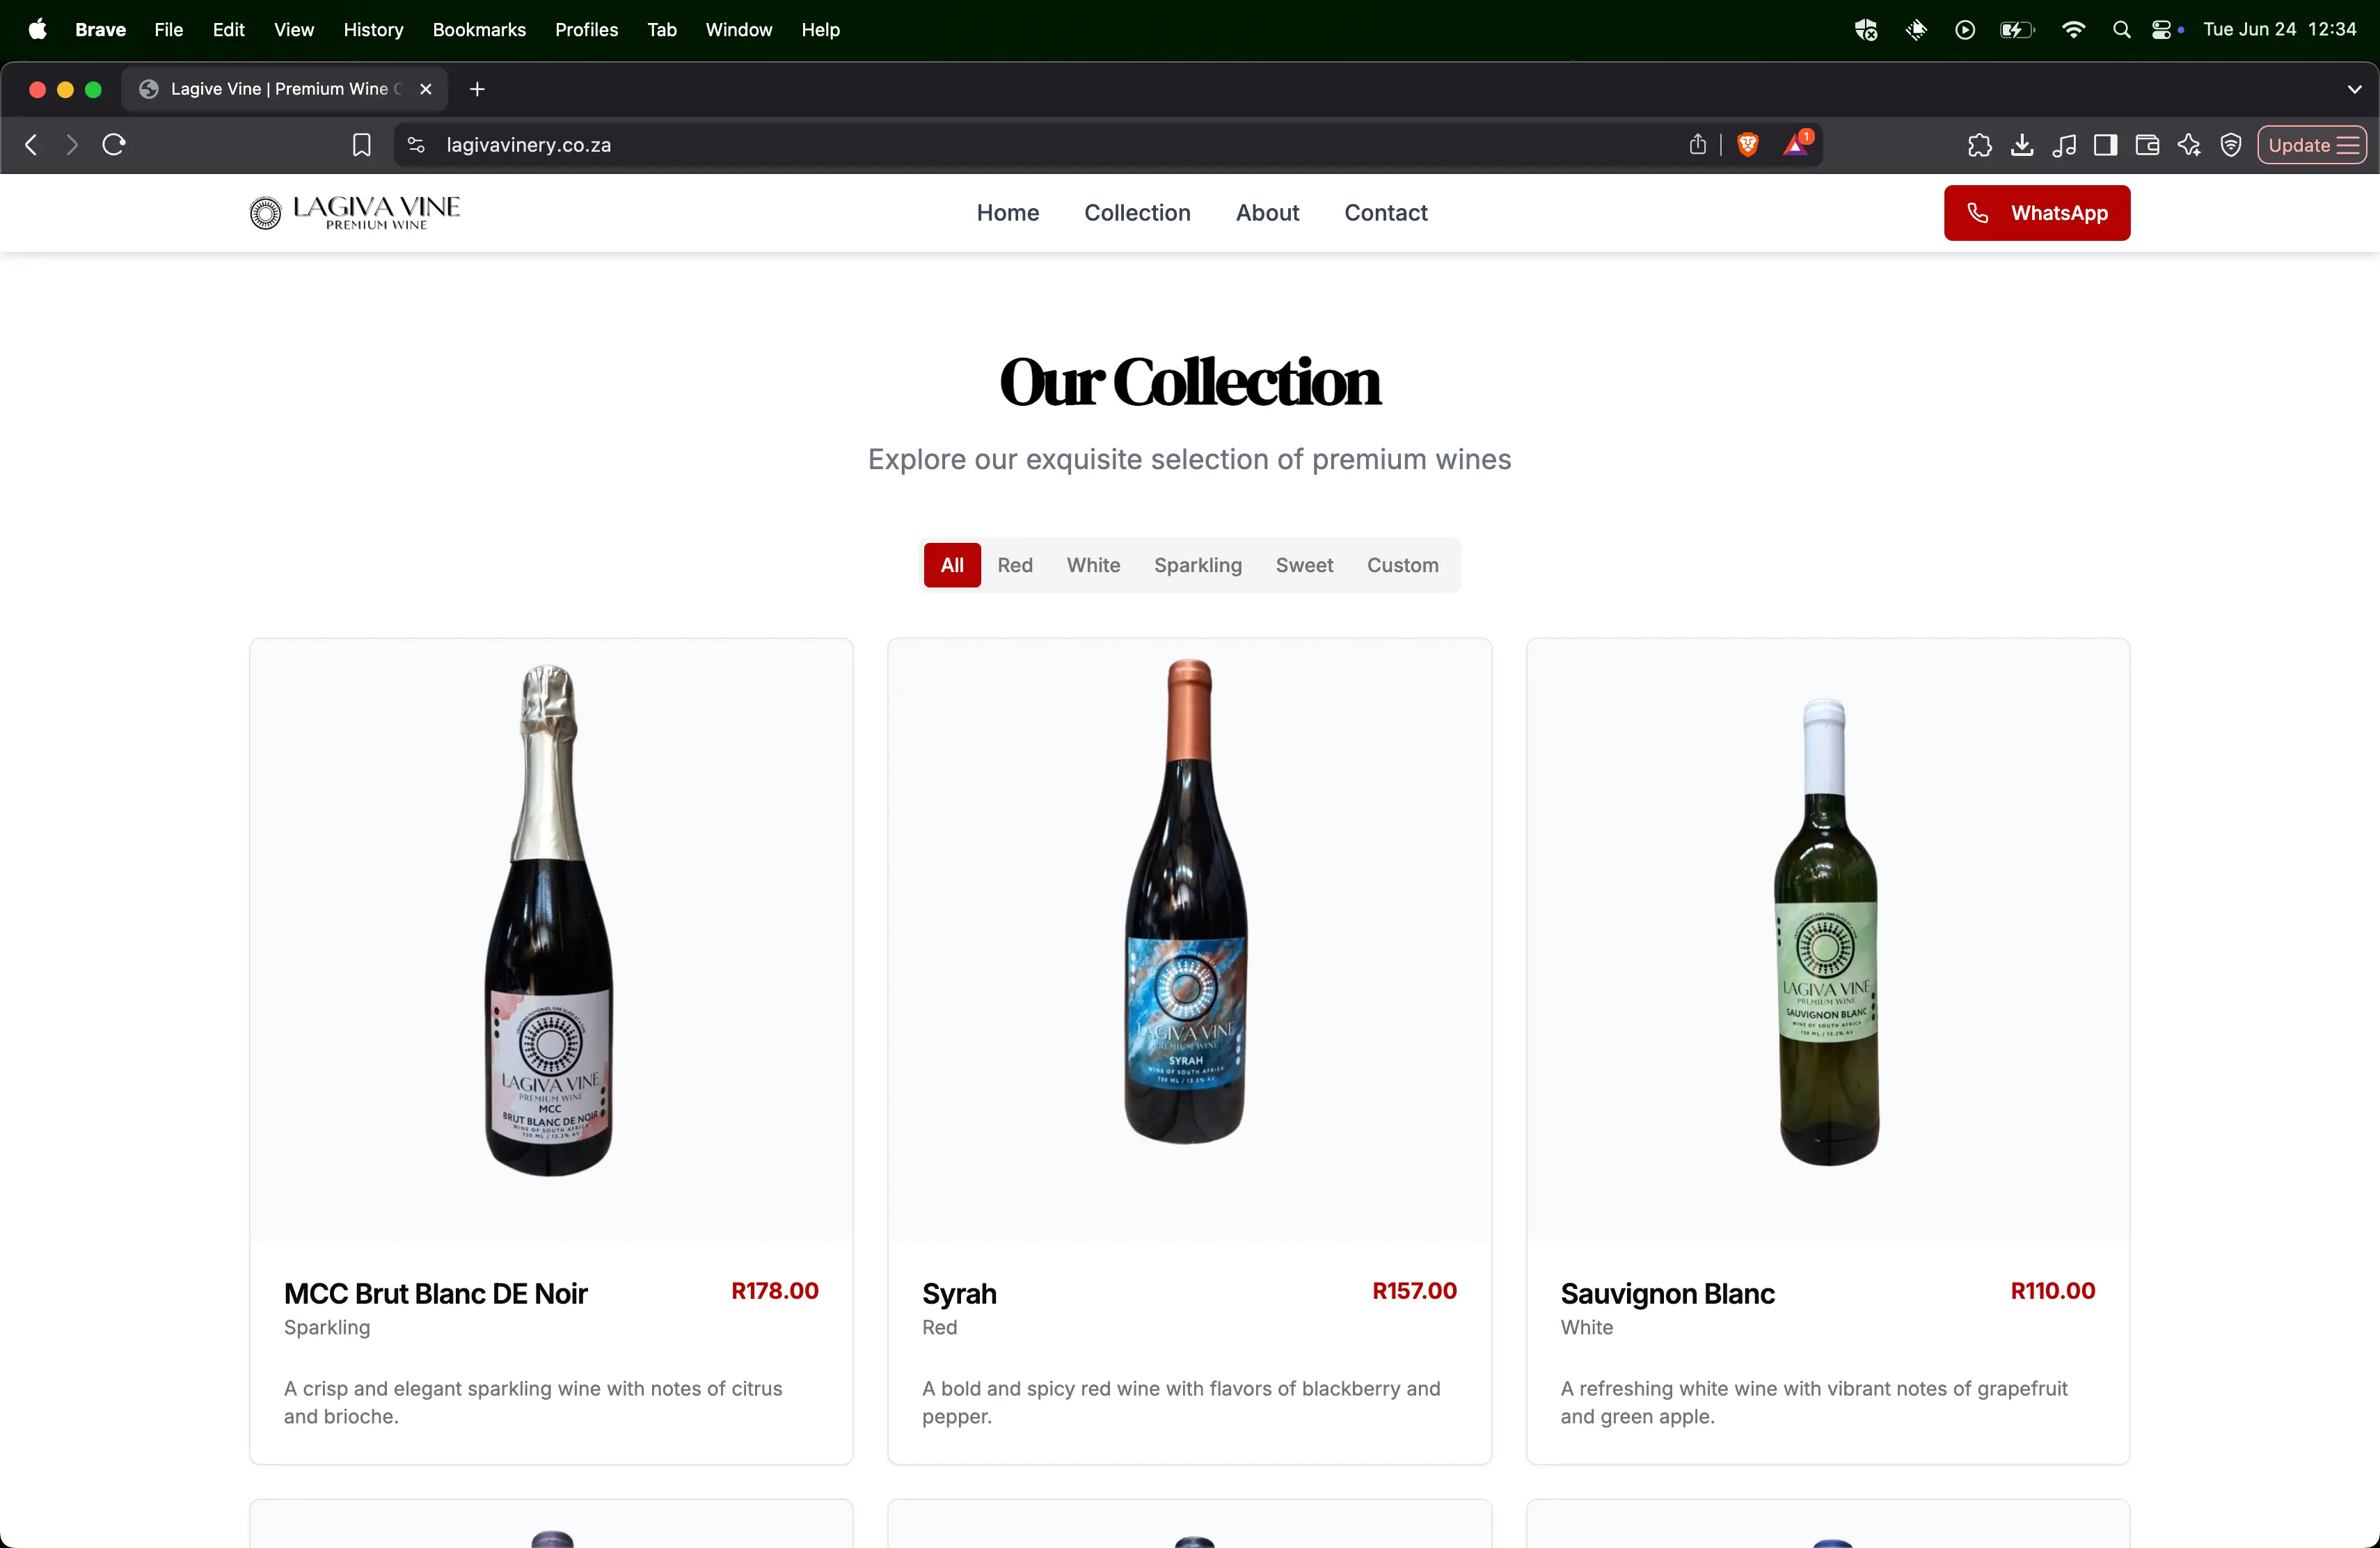 Brave File Edit View History Bookmarks Profiles Tab Window Help Tue Jun 24 12:34
Lagive Vine | Premium Wine
lagivavinery.co.za 1 Update
LAGIVA VINE
PREMIUM WINE
Home Collection About Contact WhatsApp
Our Collection
Explore our exquisite selection of premium wines
All Red White Sparkling Sweet Custom
LAGIVA VINE
PREMIUM WINE
MCC
BRUT BLANC DE NOIR
WINE OF SOUTH AFRICA
750 ML / 12.2% AV
LAGIVA VINE
PREMIUM WINE
SYRAH
WINE OF SOUTH AFRICA
750 ML / 13.5% AV
LAGIVA VINE
PREMIUM WINE
SAUVIGNON BLANC
WINE OF SOUTH AFRICA
MCC Brut Blanc DE Noir R178.00
Sparkling
A crisp and elegant sparkling wine with notes of citrus
and brioche.
Syrah R157.00
Red
A bold and spicy red wine with flavors of blackberry and
pepper.
Sauvignon Blanc R110.00
White
A refreshing white wine with vibrant notes of grapefruit
and green apple.